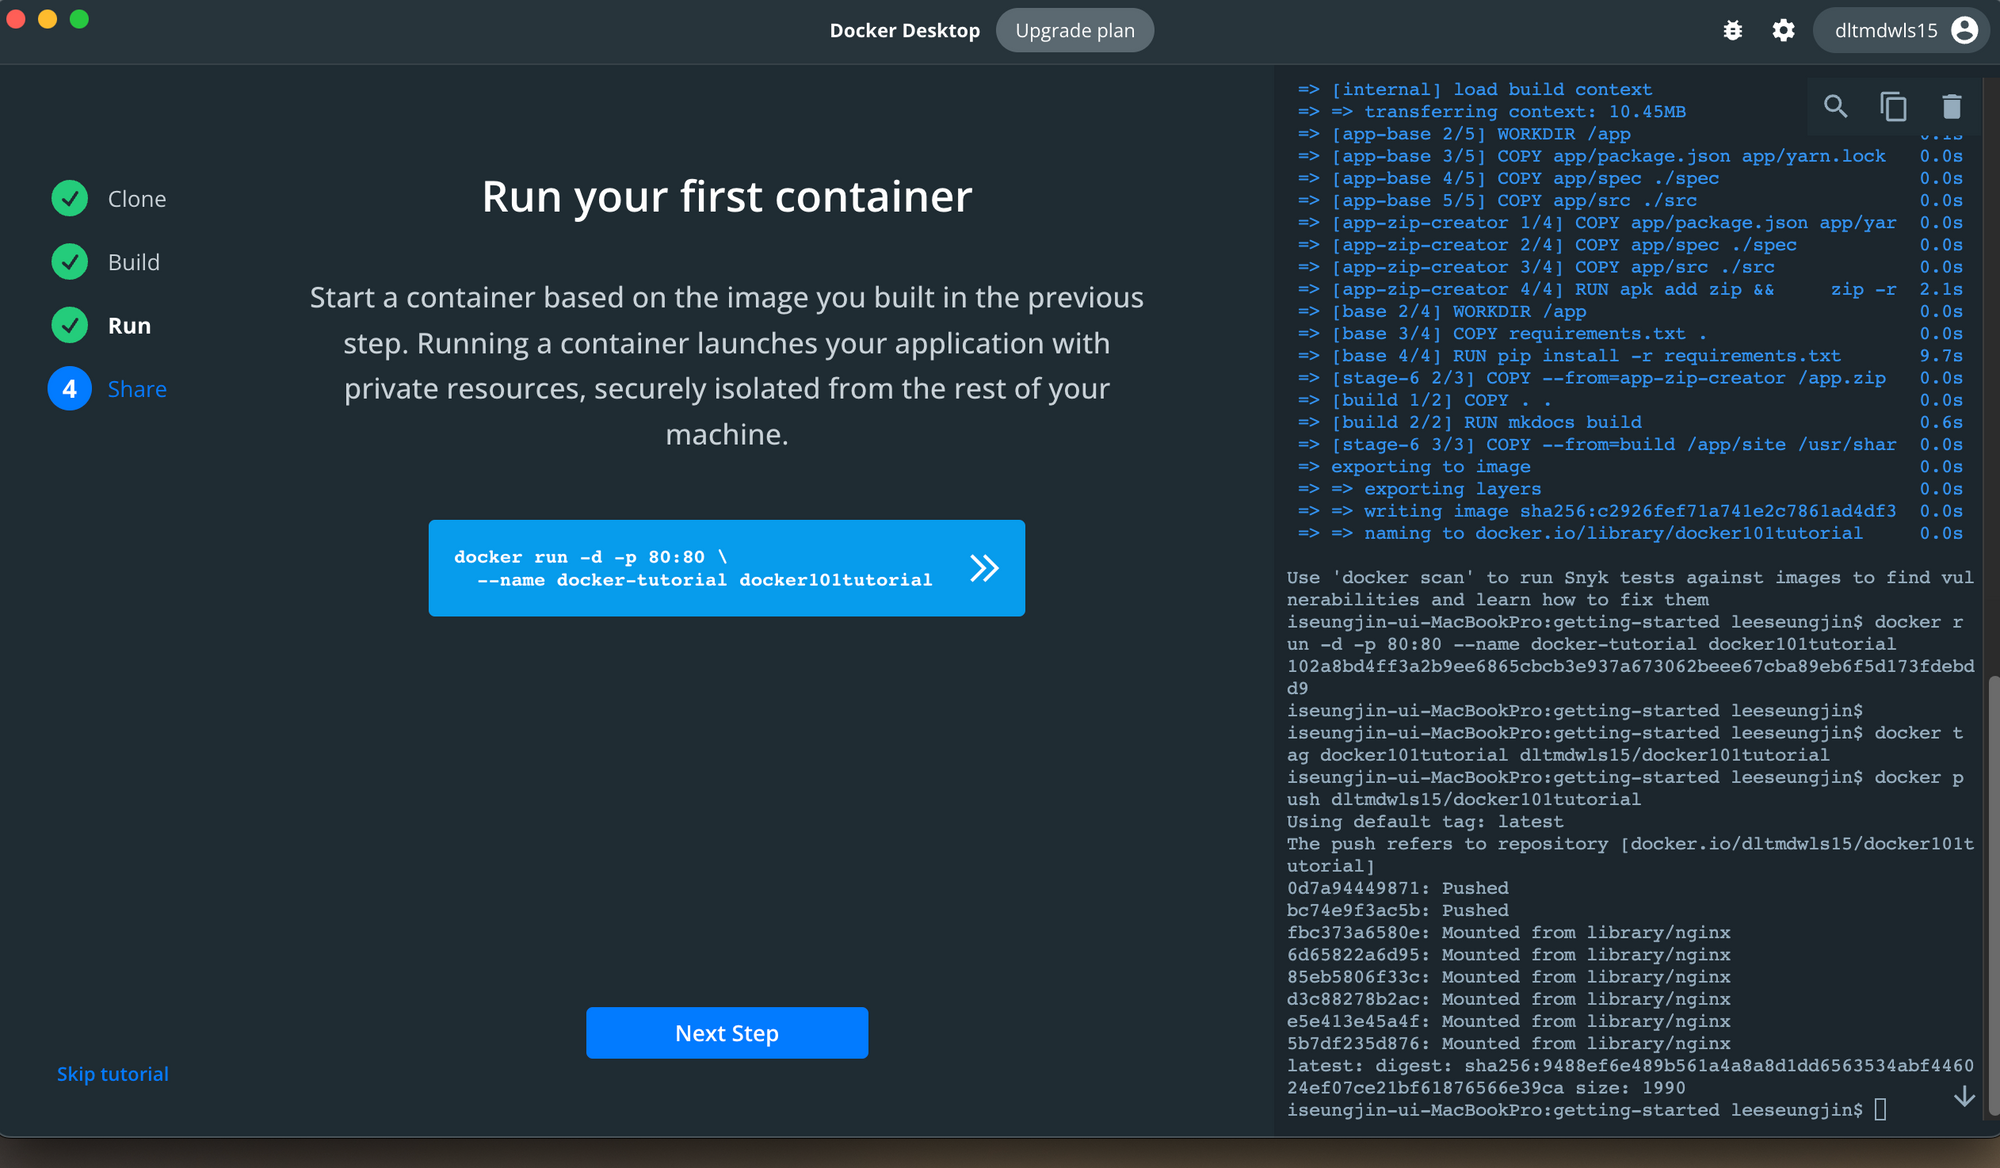 Docker Desktop
Upgrade plan
dltmdwls15
Clone
Build
Run
4 Share
Run your first container
Start a container based on the image you built in the previous
step. Running a container launches your application with
private resources, securely isolated from the rest of your
machine.
docker run -d -p 80:80 \
--name docker-tutorial docker101tutorial
Next Step
Skip tutorial
=> [internal] load build context
=> => transferring context: 10.45MB
=> [app-base 2/5] WORKDIR /app 0.1s
=> [app-base 3/5] COPY app/package.json app/yarn.lock 0.0s
=> [app-base 4/5] COPY app/spec ./spec 0.0s
=> [app-base 5/5] COPY app/src ./src 0.0s
=> [app-zip-creator 1/4] COPY app/package.json app/yar 0.0s
=> [app-zip-creator 2/4] COPY app/spec ./spec 0.0s
=> [app-zip-creator 3/4] COPY app/src ./src 0.0s
=> [app-zip-creator 4/4] RUN apk add zip && zip -r 2.1s
=> [base 2/4] WORKDIR /app 0.0s
=> [base 3/4] COPY requirements.txt . 0.0s
=> [base 4/4] RUN pip install -r requirements.txt 9.7s
=> [stage-6 2/3] COPY --from=app-zip-creator /app.zip 0.0s
=> [build 1/2] COPY . . 0.0s
=> [build 2/2] RUN mkdocs build 0.6s
=> [stage-6 3/3] COPY --from=build /app/site /usr/shar 0.0s
=> exporting to image 0.0s
=> => exporting layers 0.0s
=> => writing image sha256:c2926fef71a741e2c7861ad4df3 0.0s
=> => naming to docker.io/library/docker101tutorial 0.0s
Use 'docker scan' to run Snyk tests against images to find vul
nerabilities and learn how to fix them
iseungjin-ui-MacBookPro:getting-started leeseungjin$ docker r
un -d -p 80:80 --name docker-tutorial docker101tutorial
102a8bd4ff3a2b9ee6865cbcb3e937a673062beee67cba89eb6f5d173fdebd
d9
iseungjin-ui-MacBookPro:getting-started leeseungjin$
iseungjin-ui-MacBookPro:getting-started leeseungjin$ docker t
ag docker101tutorial dltmdwls15/docker101tutorial
iseungjin-ui-MacBookPro:getting-started leeseungjin$ docker p
ush dltmdwls15/docker101tutorial
Using default tag: latest
The push refers to repository [docker.io/dltmdwls15/docker101t
utorial]
0d7a94449871: Pushed
bc74e9f3ac5b: Pushed
fbc373a6580e: Mounted from library/nginx
6d65822a6d95: Mounted from library/nginx
85eb5806f33c: Mounted from library/nginx
d3c88278b2ac: Mounted from library/nginx
e5e413e45a4f: Mounted from library/nginx
5b7df235d876: Mounted from library/nginx
latest: digest: sha256:9488ef6e489b561a4a8a8d1dd6563534abf4460
24ef07ce21bf61876566e39ca size: 1990
iseungjin-ui-MacBookPro:getting-started leeseungjin$